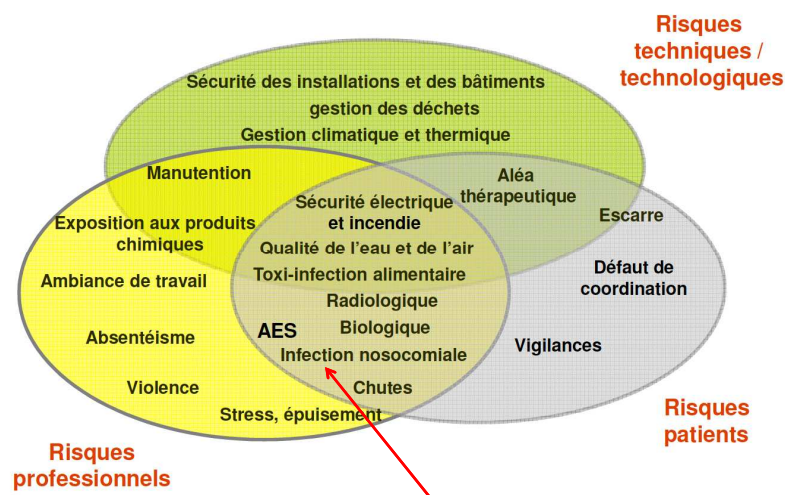 Risques
techniques /
technologiques
Sécurité des installations et des bâtiments
gestion des déchets
Gestion climatique et thermique
Manutention
Aléa
thérapeutique
Sécurité électrique
et incendie
Escarre
Exposition aux produits
chimiques
Qualité de l'eau et de l'air
Ambiance de travail
Toxi-infection alimentaire
Défaut de
coordination
Radiologique
Biologique
AES
Absentéisme
Infection nosocomiale
Vigilances
Violence
Chutes
Stress, épuisement
Risques
patients
Risques
professionnels